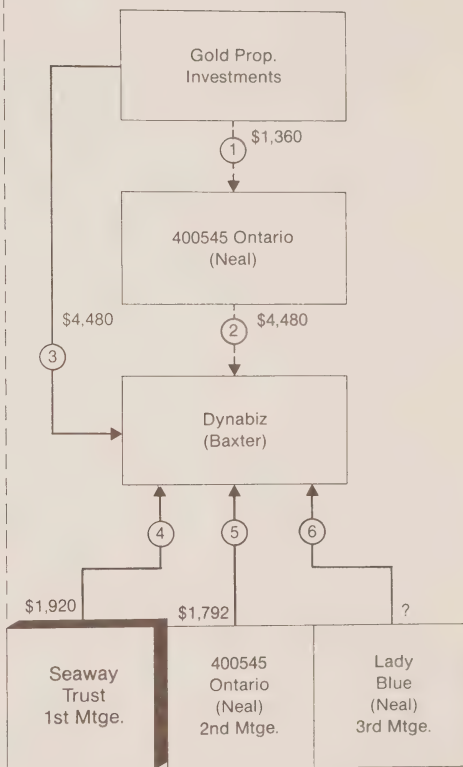 Gold Prop.
Investments
1
$1,360
400545 Ontario
(Neal)
$4,480
2
$4,480
3
Dynabiz
(Baxter)
4
5
6
$1,920
$1,792
?
Seaway
Trust
1st Mtge.
400545
Ontario
(Neal)
2nd Mtge.
Lady
Blue
(Neal)
3rd Mtge.